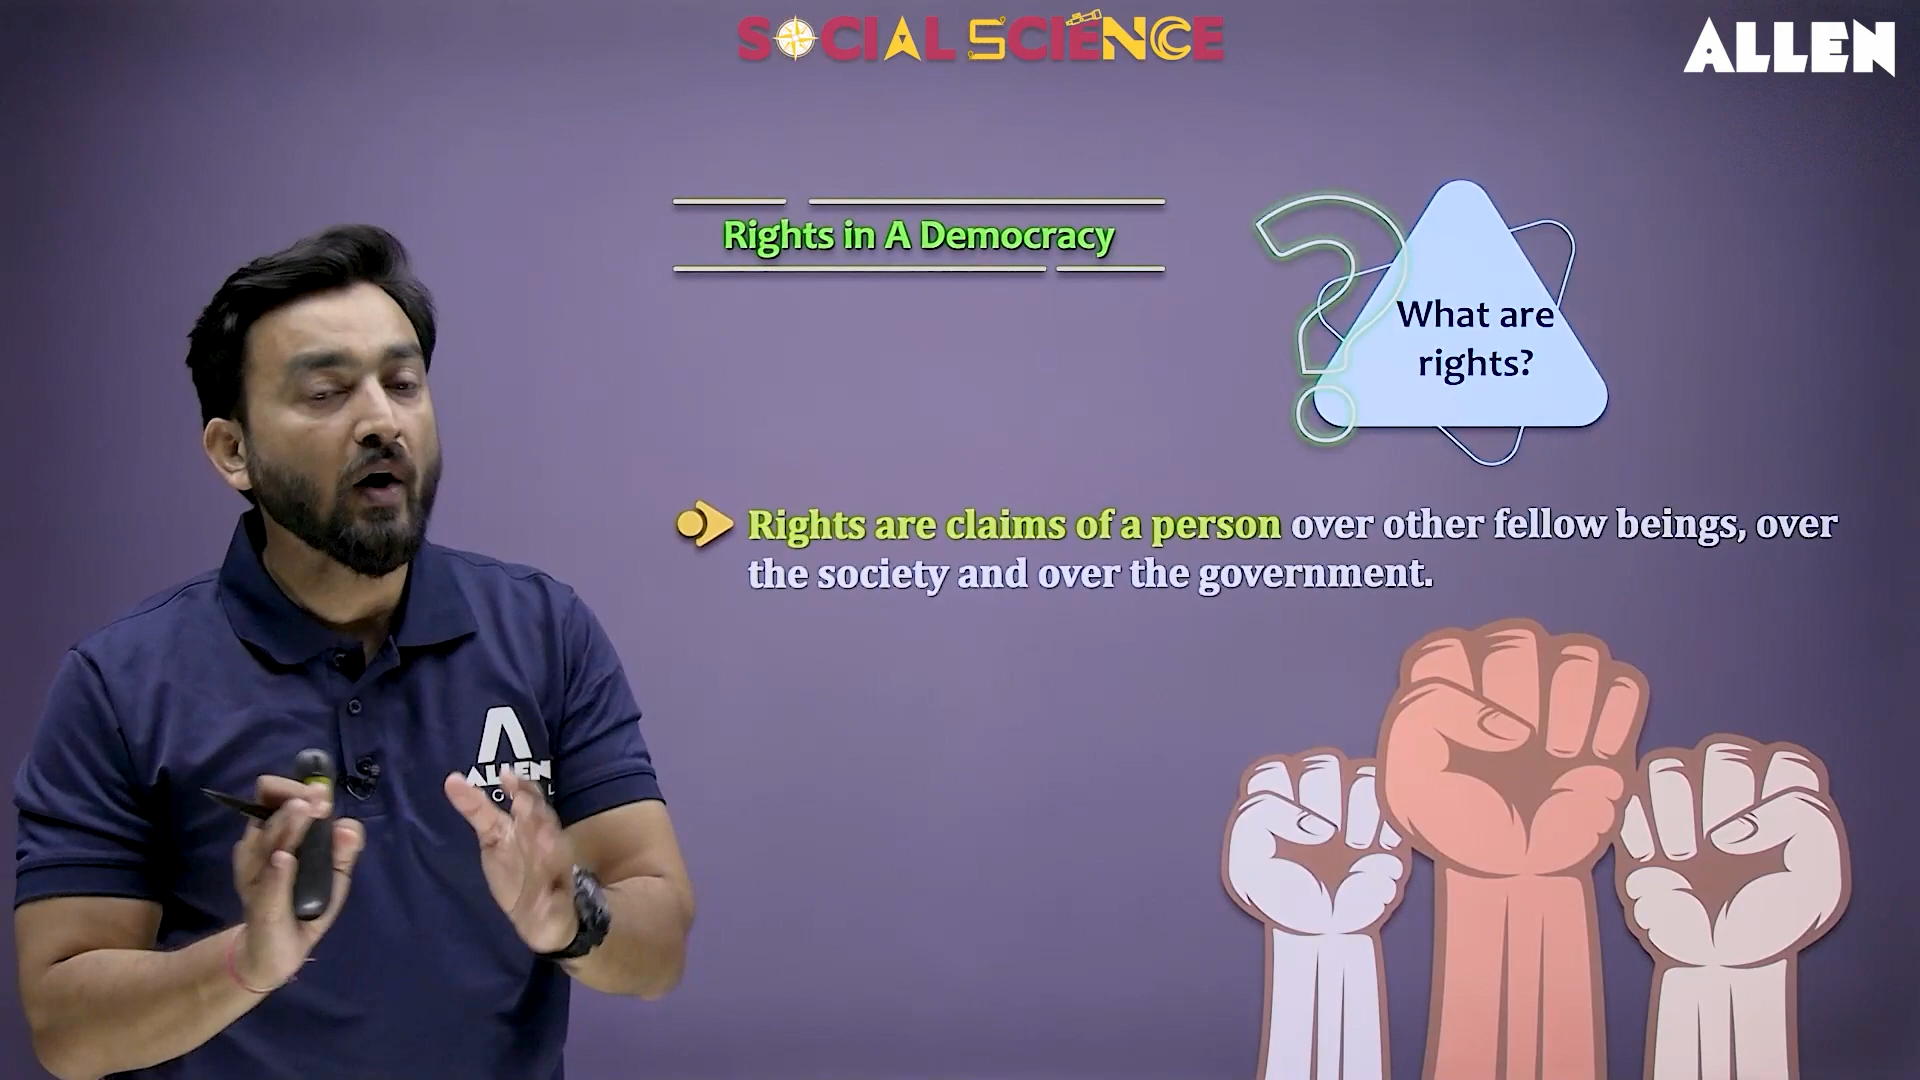 SOCIAL SCIENCE
ALLEN
Rights in A Democracy
What are
rights?
Rights are claims of a person over other fellow beings, over
the society and over the government.
ALLEN